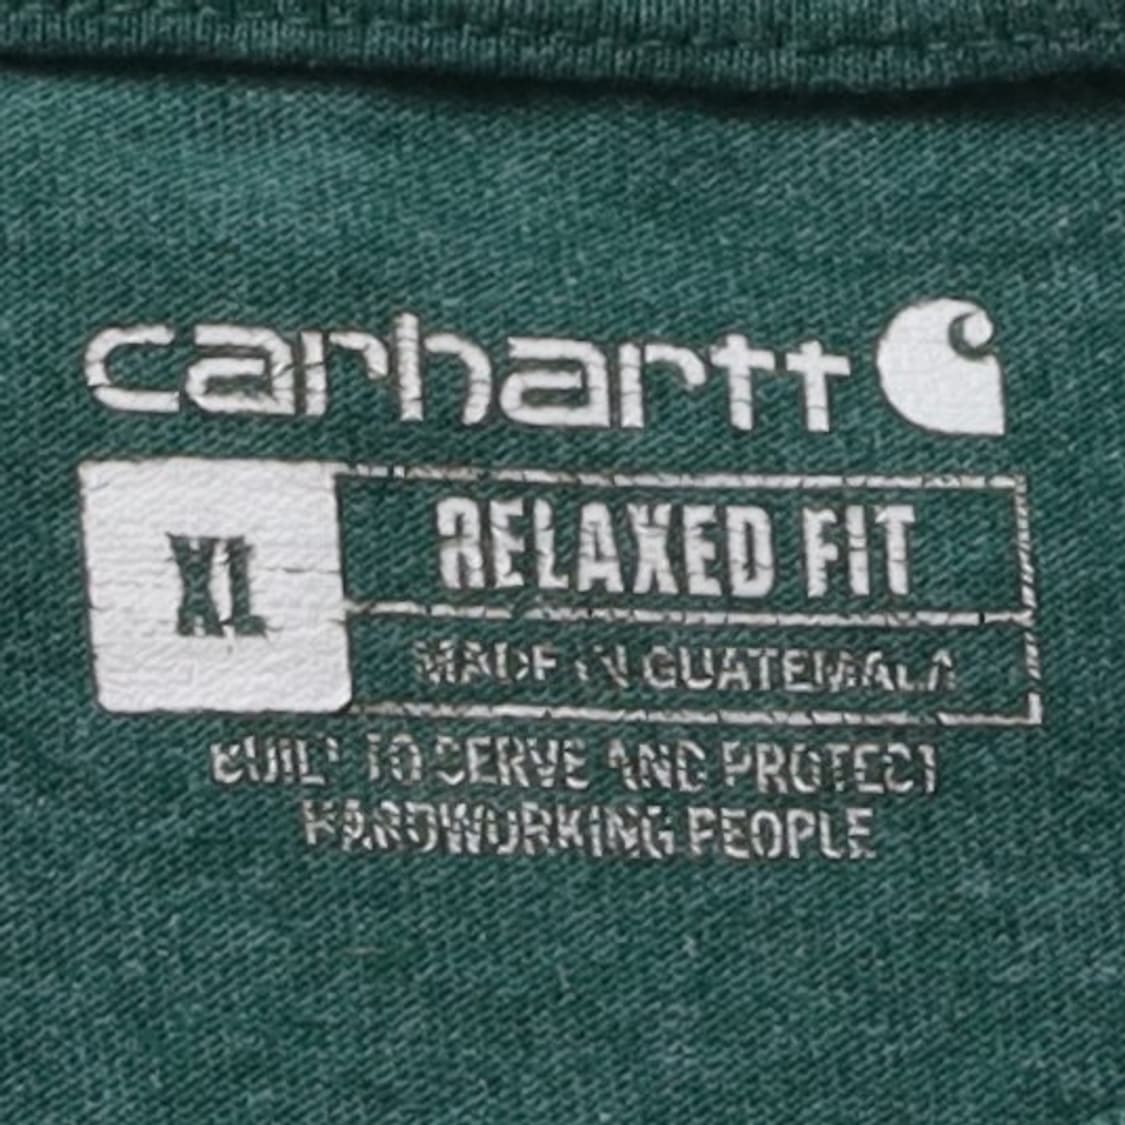 carhartt
XL
RELAXED FIT
MADE IN GUATEMALA
BUILT TO SERVE AND PROTECT
HARDWORKING PEOPLE